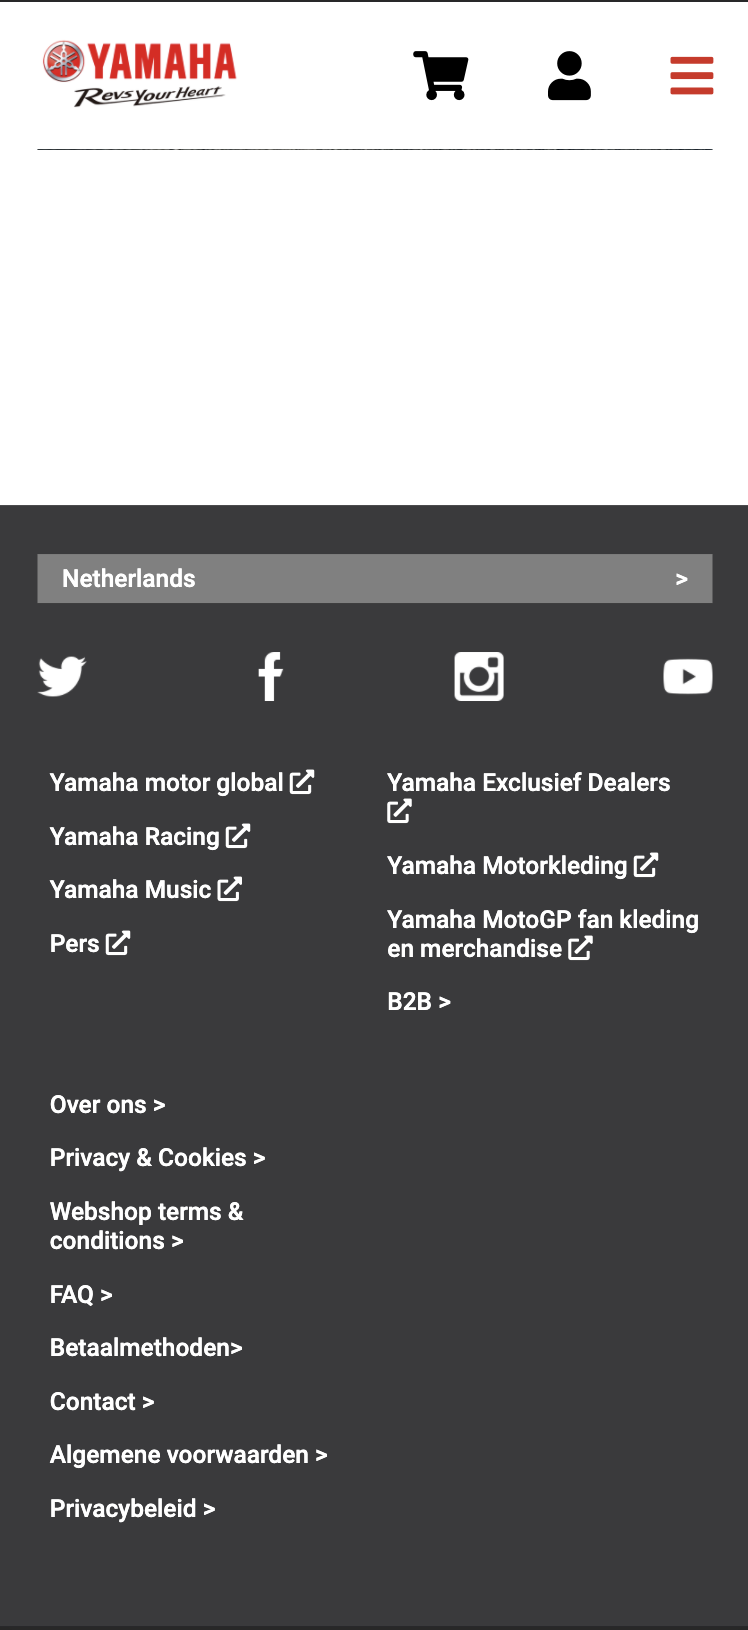 YAMAHA
Revs Your Heart
Netherlands >
Yamaha motor global
Yamaha Racing
Yamaha Music
Pers
Yamaha Exclusief Dealers
Yamaha Motorkleding
Yamaha MotoGP fan kleding
en merchandise
B2B >
Over ons >
Privacy & Cookies >
Webshop terms &
conditions >
FAQ >
Betaalmethoden>
Contact >
Algemene voorwaarden >
Privacybeleid >